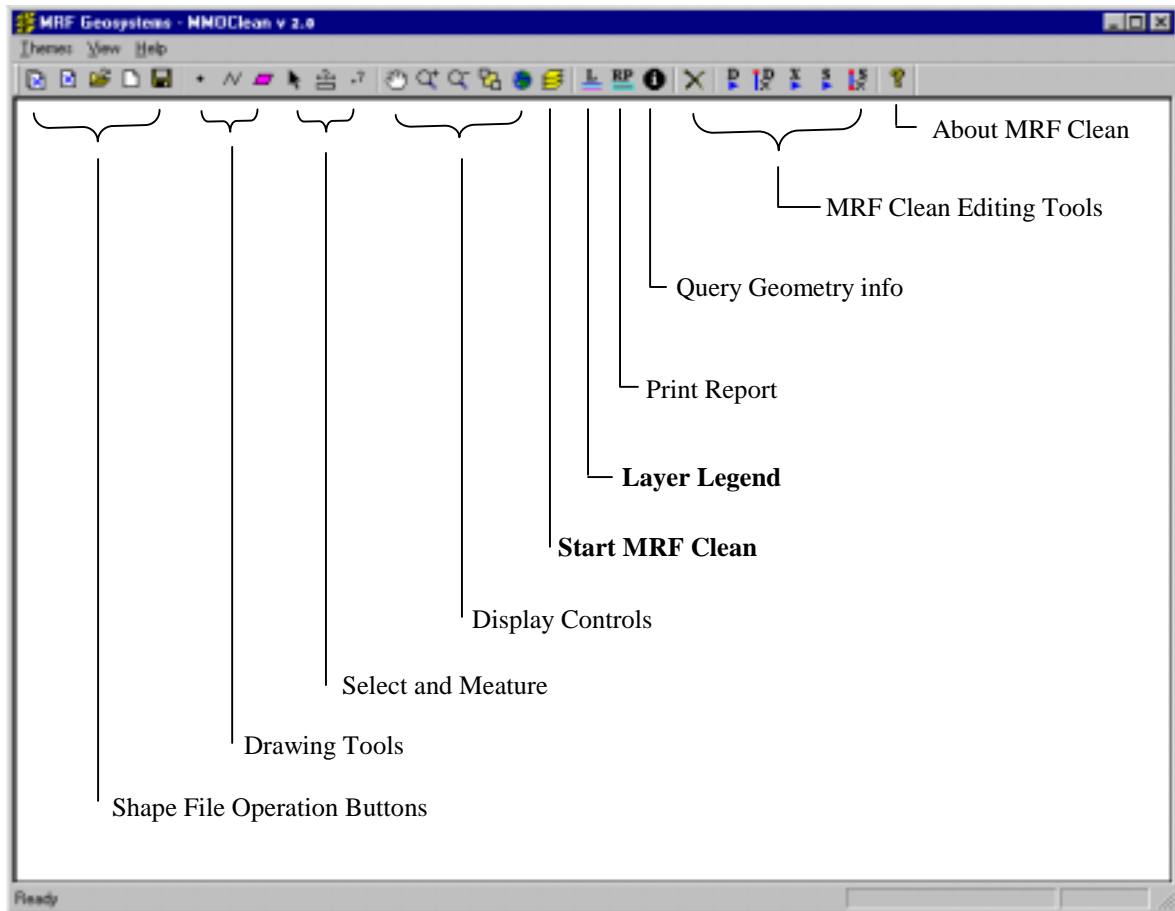 MRF Geosystems - MMOClean v 2.0
Themes View Help
.? L RP i D D X S S ?
About MRF Clean
MRF Clean Editing Tools
Query Geometry info
Print Report
Layer Legend
Start MRF Clean
Display Controls
Select and Meature
Drawing Tools
Shape File Operation Buttons
Ready